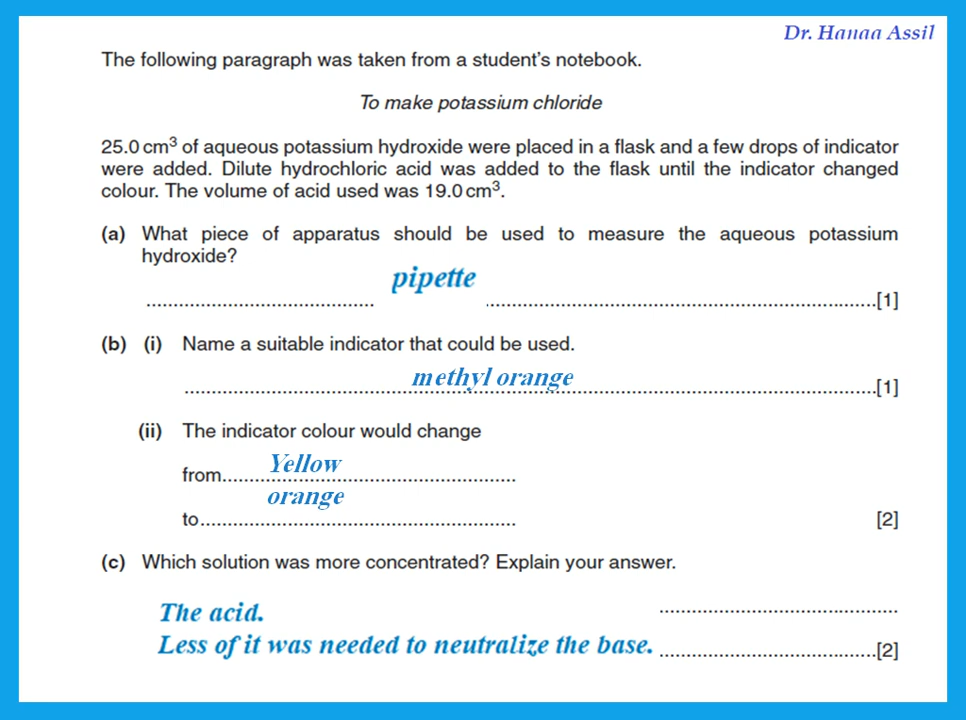 Dr. Hanaa Assil
The following paragraph was taken from a student's notebook.
To make potassium chloride
25.0 cm³ of aqueous potassium hydroxide were placed in a flask and a few drops of indicator
were added. Dilute hydrochloric acid was added to the flask until the indicator changed
colour. The volume of acid used was 19.0 cm³.
(a) What piece of apparatus should be used to measure the aqueous potassium
hydroxide?
pipette
[1]
(b) (i) Name a suitable indicator that could be used.
methyl orange
[1]
(ii) The indicator colour would change
from Yellow
orange
to [2]
(c) Which solution was more concentrated? Explain your answer.
The acid.
Less of it was needed to neutralize the base. [2]